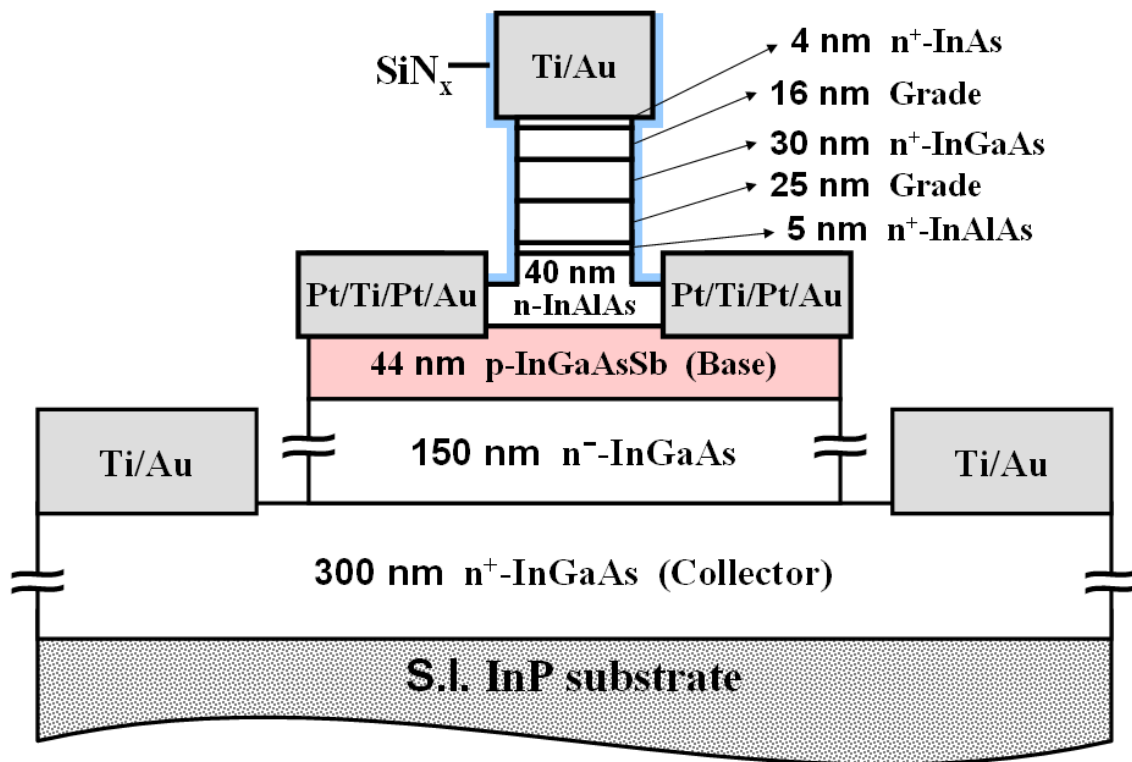 4 nm n⁺-InAs
SiNₓ
Ti/Au
16 nm Grade
30 nm n⁺-InGaAs
25 nm Grade
5 nm n⁺-InAlAs
Pt/Ti/Pt/Au
40 nm
n-InAlAs
Pt/Ti/Pt/Au
44 nm p-InGaAsSb (Base)
Ti/Au
150 nm n⁻-InGaAs
Ti/Au
300 nm n⁺-InGaAs (Collector)
S.I. InP substrate